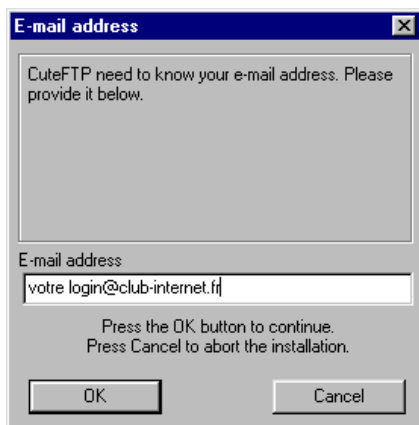 E-mail address
CuteFTP need to know your e-mail address. Please
provide it below.
E-mail address
votre login@club-internet.fr
Press the OK button to continue.
Press Cancel to abort the installation.
OK
Cancel